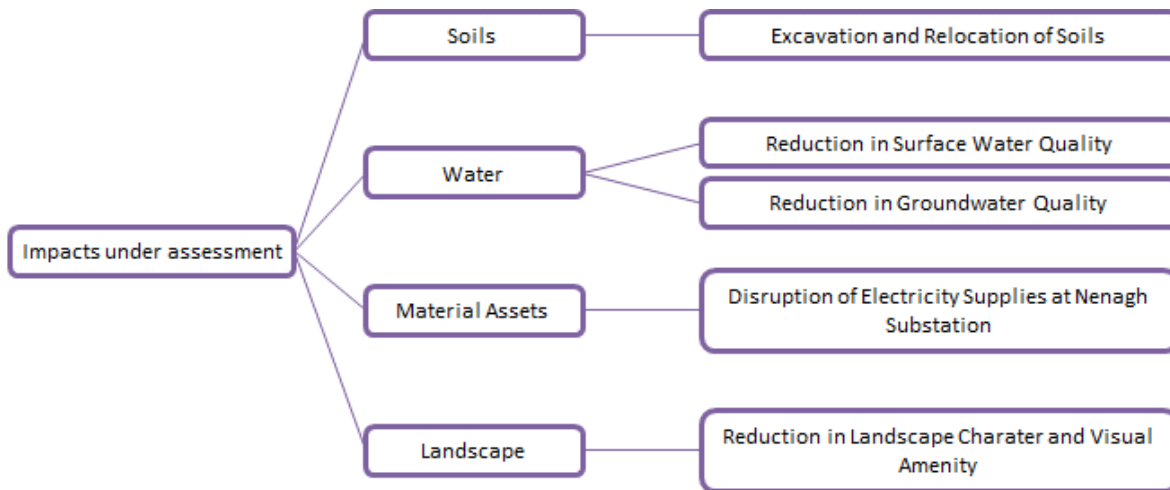 Soils
Excavation and Relocation of Soils
Water
Reduction in Surface Water Quality
Reduction in Groundwater Quality
Impacts under assessment
Material Assets
Disruption of Electricity Supplies at Nenagh
Substation
Landscape
Reduction in Landscape Charater and Visual
Amenity